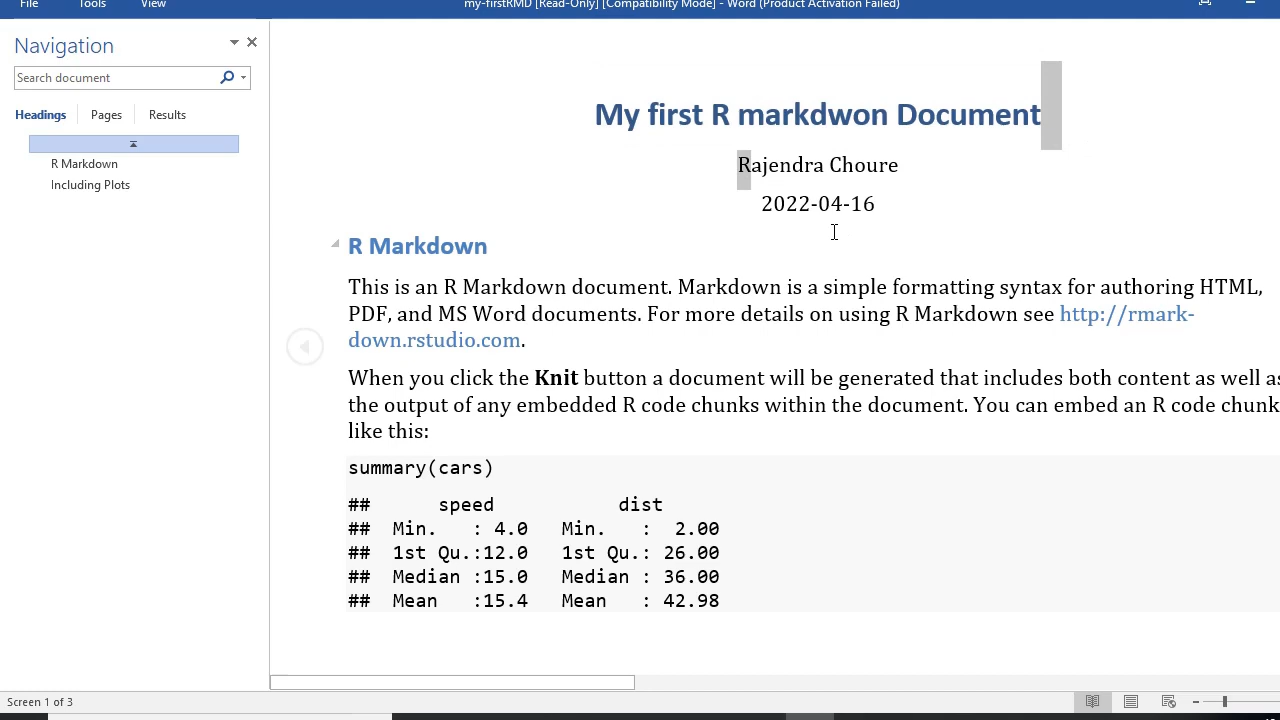 File Tools View my-firstRMD [Read-Only] [Compatibility Mode] - Word (Product Activation Failed)
Navigation
Search document
Headings Pages Results
R Markdown
Including Plots
My first R markdwon Document
Rajendra Choure
2022-04-16
R Markdown
This is an R Markdown document. Markdown is a simple formatting syntax for authoring HTML,
PDF, and MS Word documents. For more details on using R Markdown see http://rmark-
down.rstudio.com.
When you click the Knit button a document will be generated that includes both content as well as
the output of any embedded R code chunks within the document. You can embed an R code chunk
like this:
summary(cars)
##      speed           dist
##  Min.   : 4.0   Min.   :  2.00
##  1st Qu.:12.0   1st Qu.: 26.00
##  Median :15.0   Median : 36.00
##  Mean   :15.4   Mean   : 42.98
Screen 1 of 3